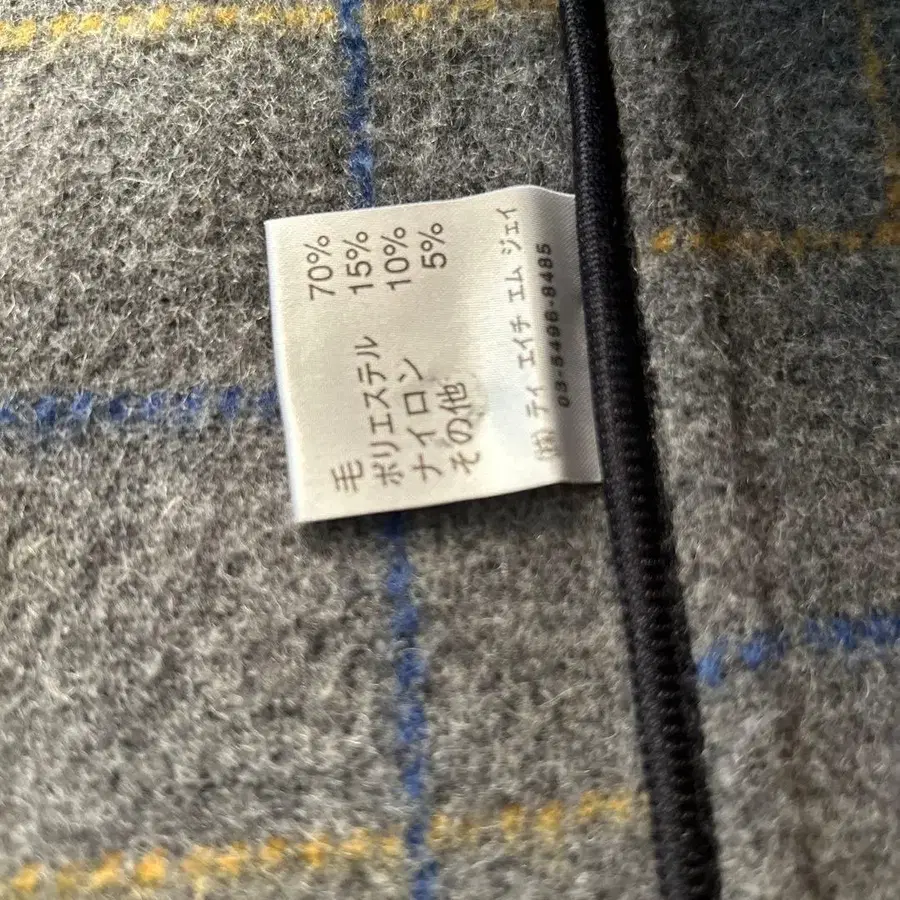 毛 70%
ポリエステル 15%
ナイロン 10%
その他 5%
(株) ティ エイチ エム ジェイ
03-5496-8485